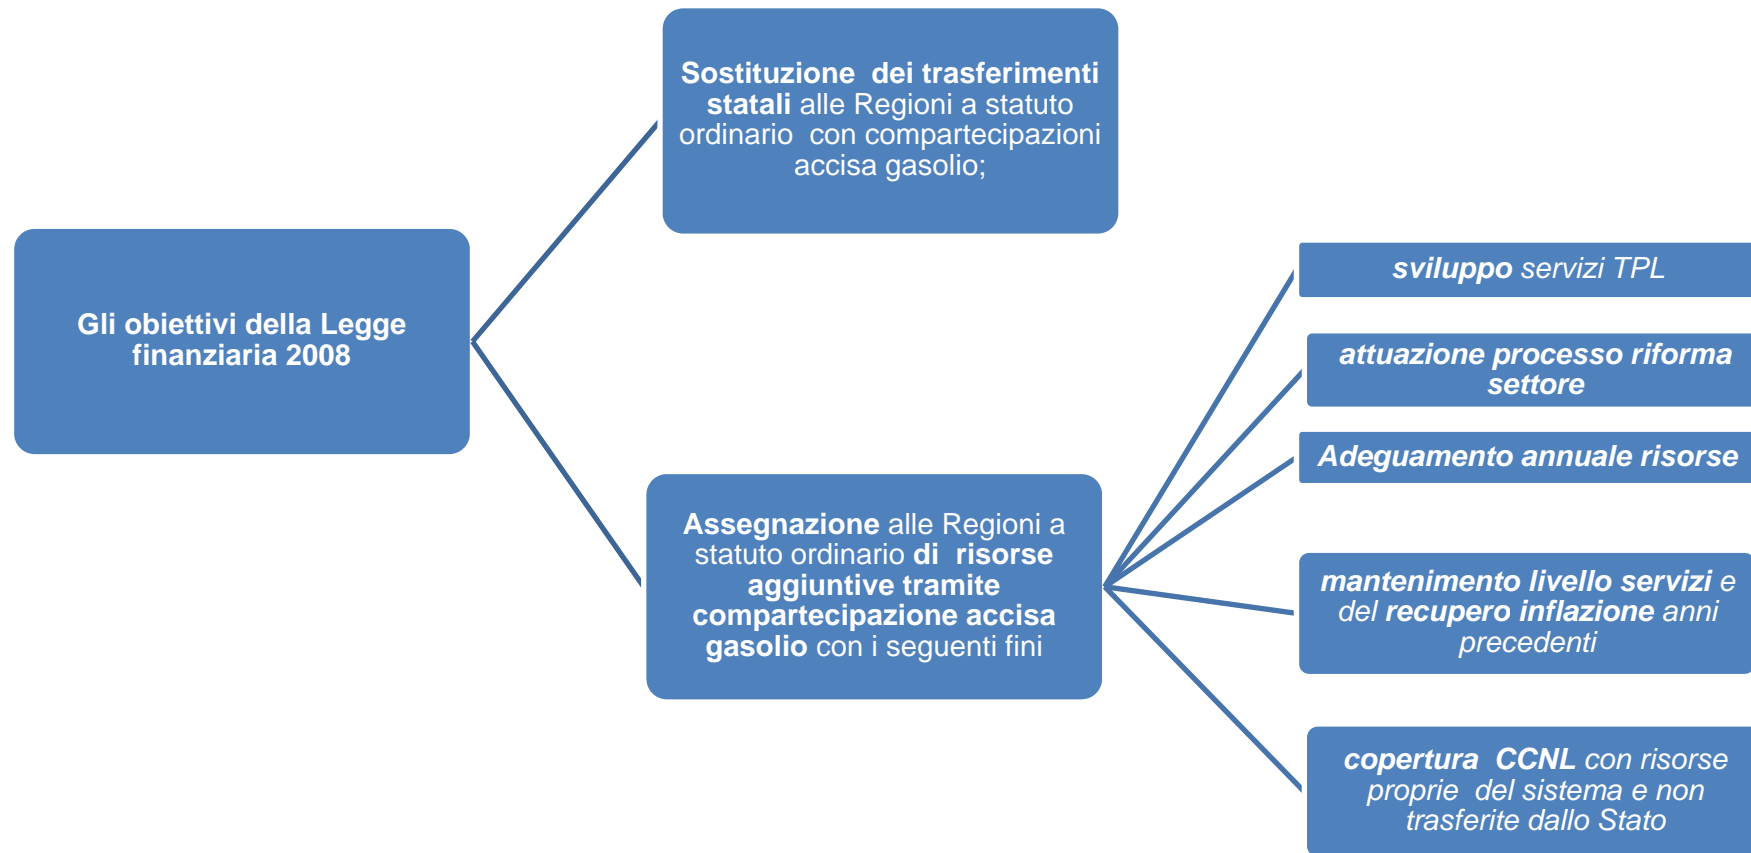 Sostituzione dei trasferimenti
statali alle Regioni a statuto
ordinario con compartecipazioni
accisa gasolio;
Gli obiettivi della Legge
finanziaria 2008
Assegnazione alle Regioni a
statuto ordinario di risorse
aggiuntive tramite
compartecipazione accisa
gasolio con i seguenti fini
sviluppo servizi TPL
attuazione processo riforma
settore
Adeguamento annuale risorse
mantenimento livello servizi e
del recupero inflazione anni
precedenti
copertura CCNL con risorse
proprie del sistema e non
trasferite dallo Stato